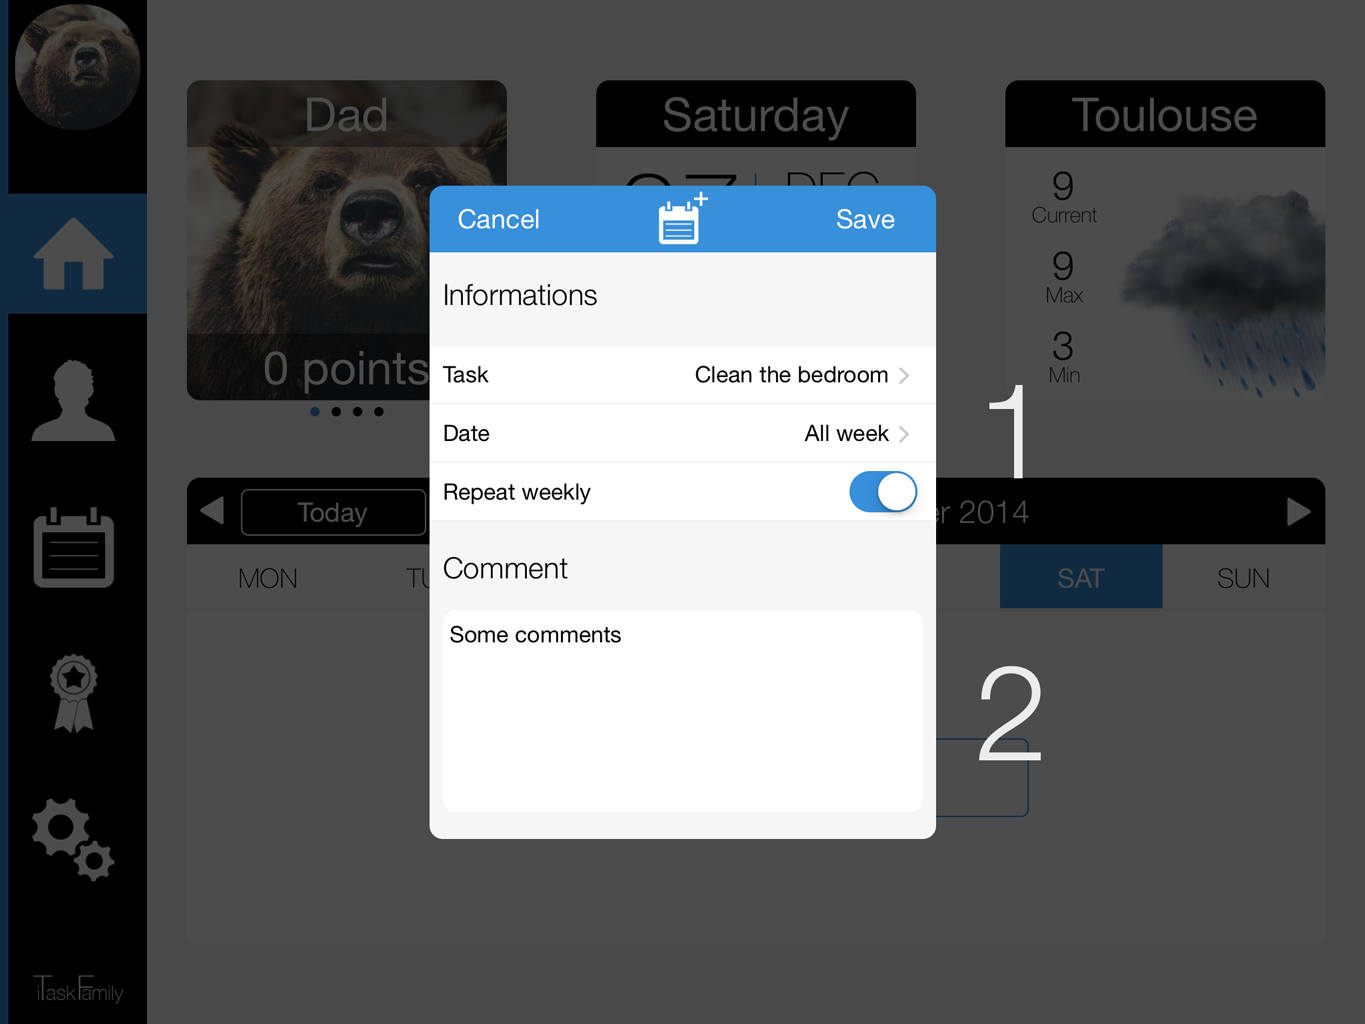 Dad
Saturday
Toulouse
DEC
9
Current
Cancel
Save
9
Max
Informations
3
Min
0 points
Task
Clean the bedroom
1
Date
All week
Repeat weekly
Today
2014
MON
SAT
SUN
Comment
Some comments
2
iTaskFamily